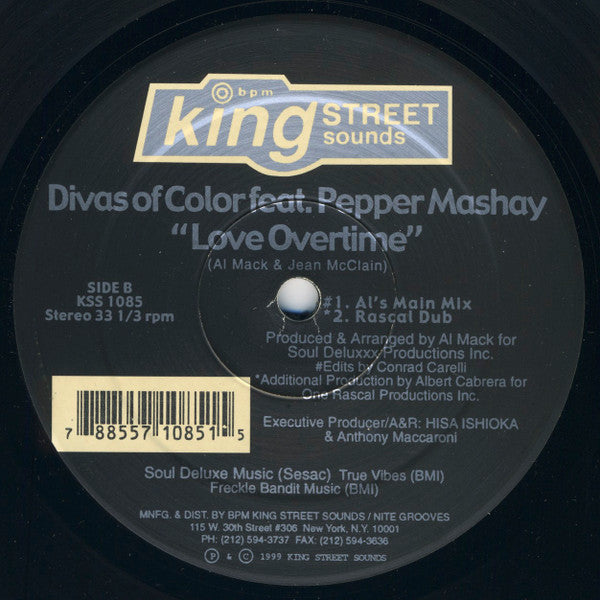 bpm
king STREET
sounds
Divas of Color feat. Pepper Mashay
"Love Overtime"
(Al Mack & Jean McClain)
SIDE B
KSS 1085
Stereo 33 1/3 rpm
#1. Al's Main Mix
*2. Rascal Dub
Produced & Arranged by Al Mack for
Soul Deluxxx Productions Inc.
#Edits by Conrad Carelli
*Additional Production by Albert Cabrera for
One Rascal Productions Inc.
Executive Producer/A&R: HISA ISHIOKA
& Anthony Maccaroni
7 88557 10851 5
Soul Deluxe Music (Sesac) True Vibes (BMI)
Freckle Bandit Music (BMI)
MNFG. & DIST. BY BPM KING STREET SOUNDS / NITE GROOVES
115 W. 30th Street #306 New York, N.Y. 10001
PH: (212) 594-3737 FAX: (212) 594-3636
Ⓟ & Ⓒ 1999 KING STREET SOUNDS